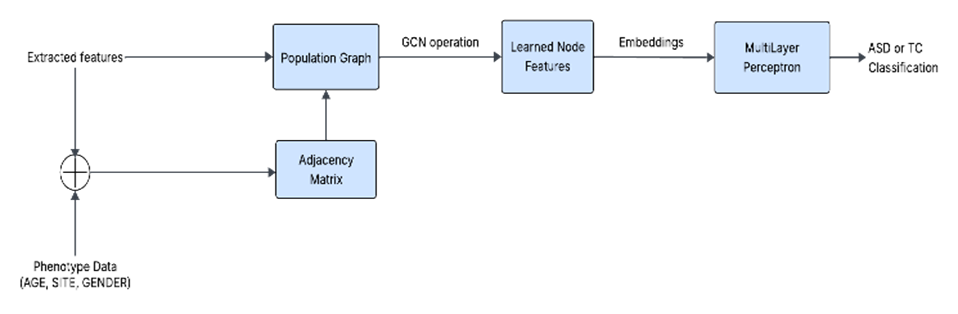 Extracted features
Population Graph
GCN operation
Learned Node
Features
Embeddings
MultiLayer
Perceptron
ASD or TC
Classification
Adjacency
Matrix
Phenotype Data
(AGE, SITE, GENDER)